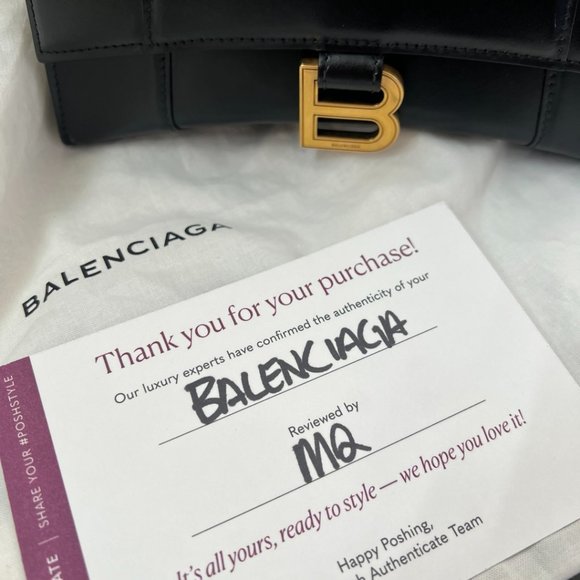 B
BALENCIAGA
Thank you for your purchase!
Our luxury experts have confirmed the authenticity of your
BALENCIAGA
Reviewed by
MQ
It's all yours, ready to style — we hope you love it!
Happy Poshing,
h Authenticate Team
ATE | SHARE YOUR #POSHSTYLE